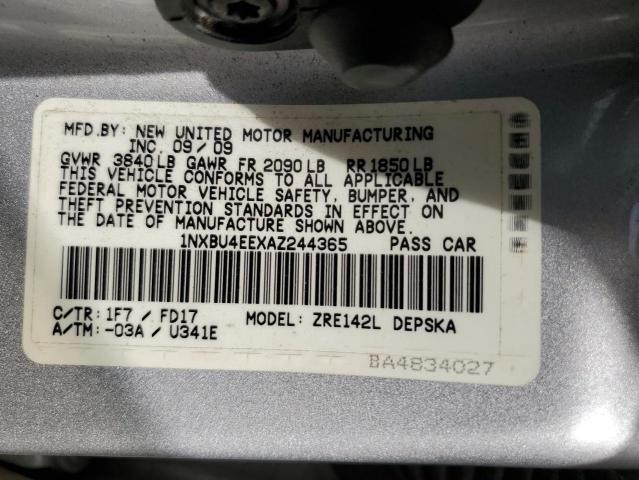 MFD.BY: NEW UNITED MOTOR MANUFACTURING
INC. 09/09
GVWR 3840LB GAWR FR 2090LB RR1850LB
THIS VEHICLE CONFORMS TO ALL APPLICABLE
FEDERAL MOTOR VEHICLE SAFETY, BUMPER, AND
THEFT PREVENTION STANDARDS IN EFFECT ON
THE DATE OF MANUFACTURE SHOWN ABOVE.
1NXBU4EEXAZ244365 PASS CAR
C/TR: 1F7 / FD17 MODEL: ZRE142L DEPSKA
A/TM: -03A / U341E
BA4834027